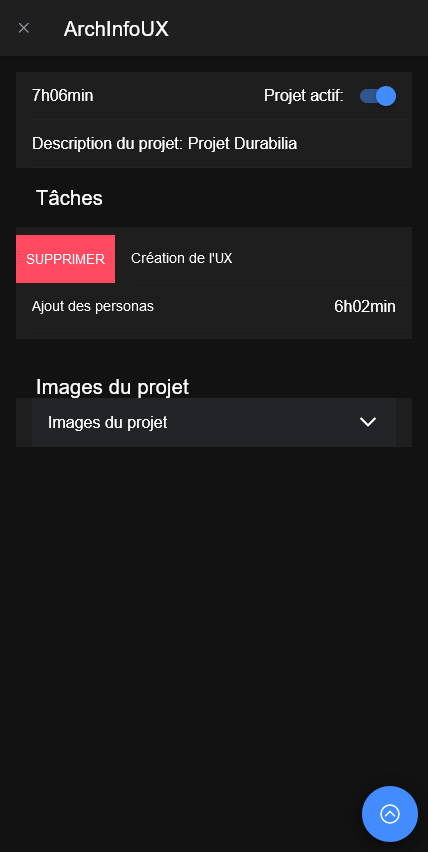 ArchInfoUX
7h06min Projet actif:
Description du projet: Projet Durabilia
Tâches
SUPPRIMER Création de l'UX
Ajout des personas 6h02min
Images du projet
Images du projet